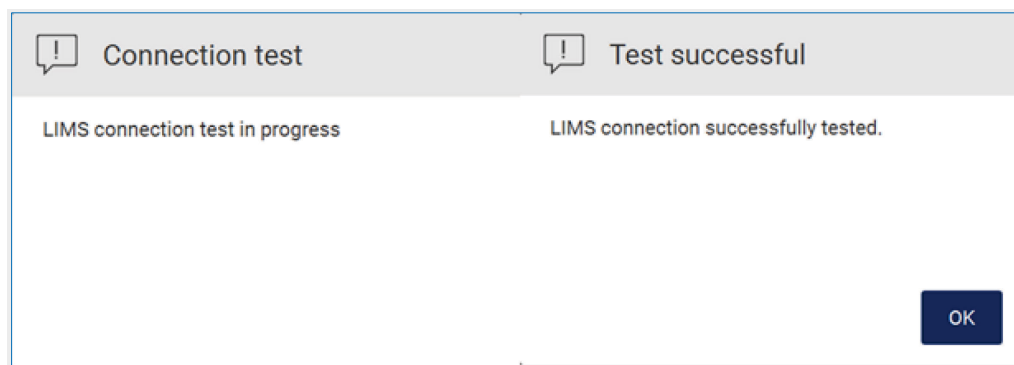 Connection test
LIMS connection test in progress
Test successful
LIMS connection successfully tested.
OK